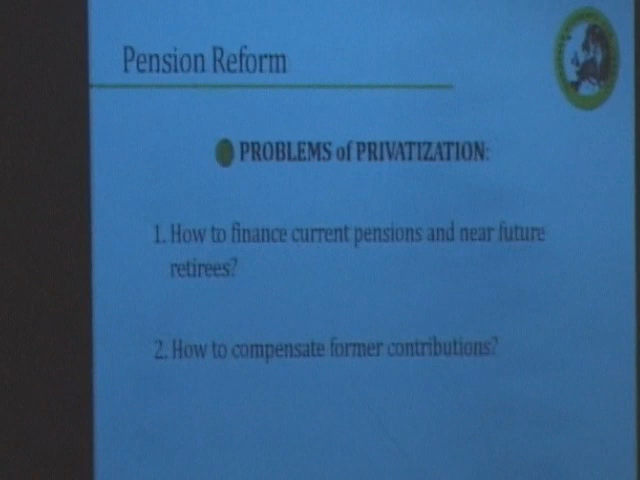 Pension Reform
PROBLEMS of PRIVATIZATION:
1. How to finance current pensions and near future
retirees?
2. How to compensate former contributions?